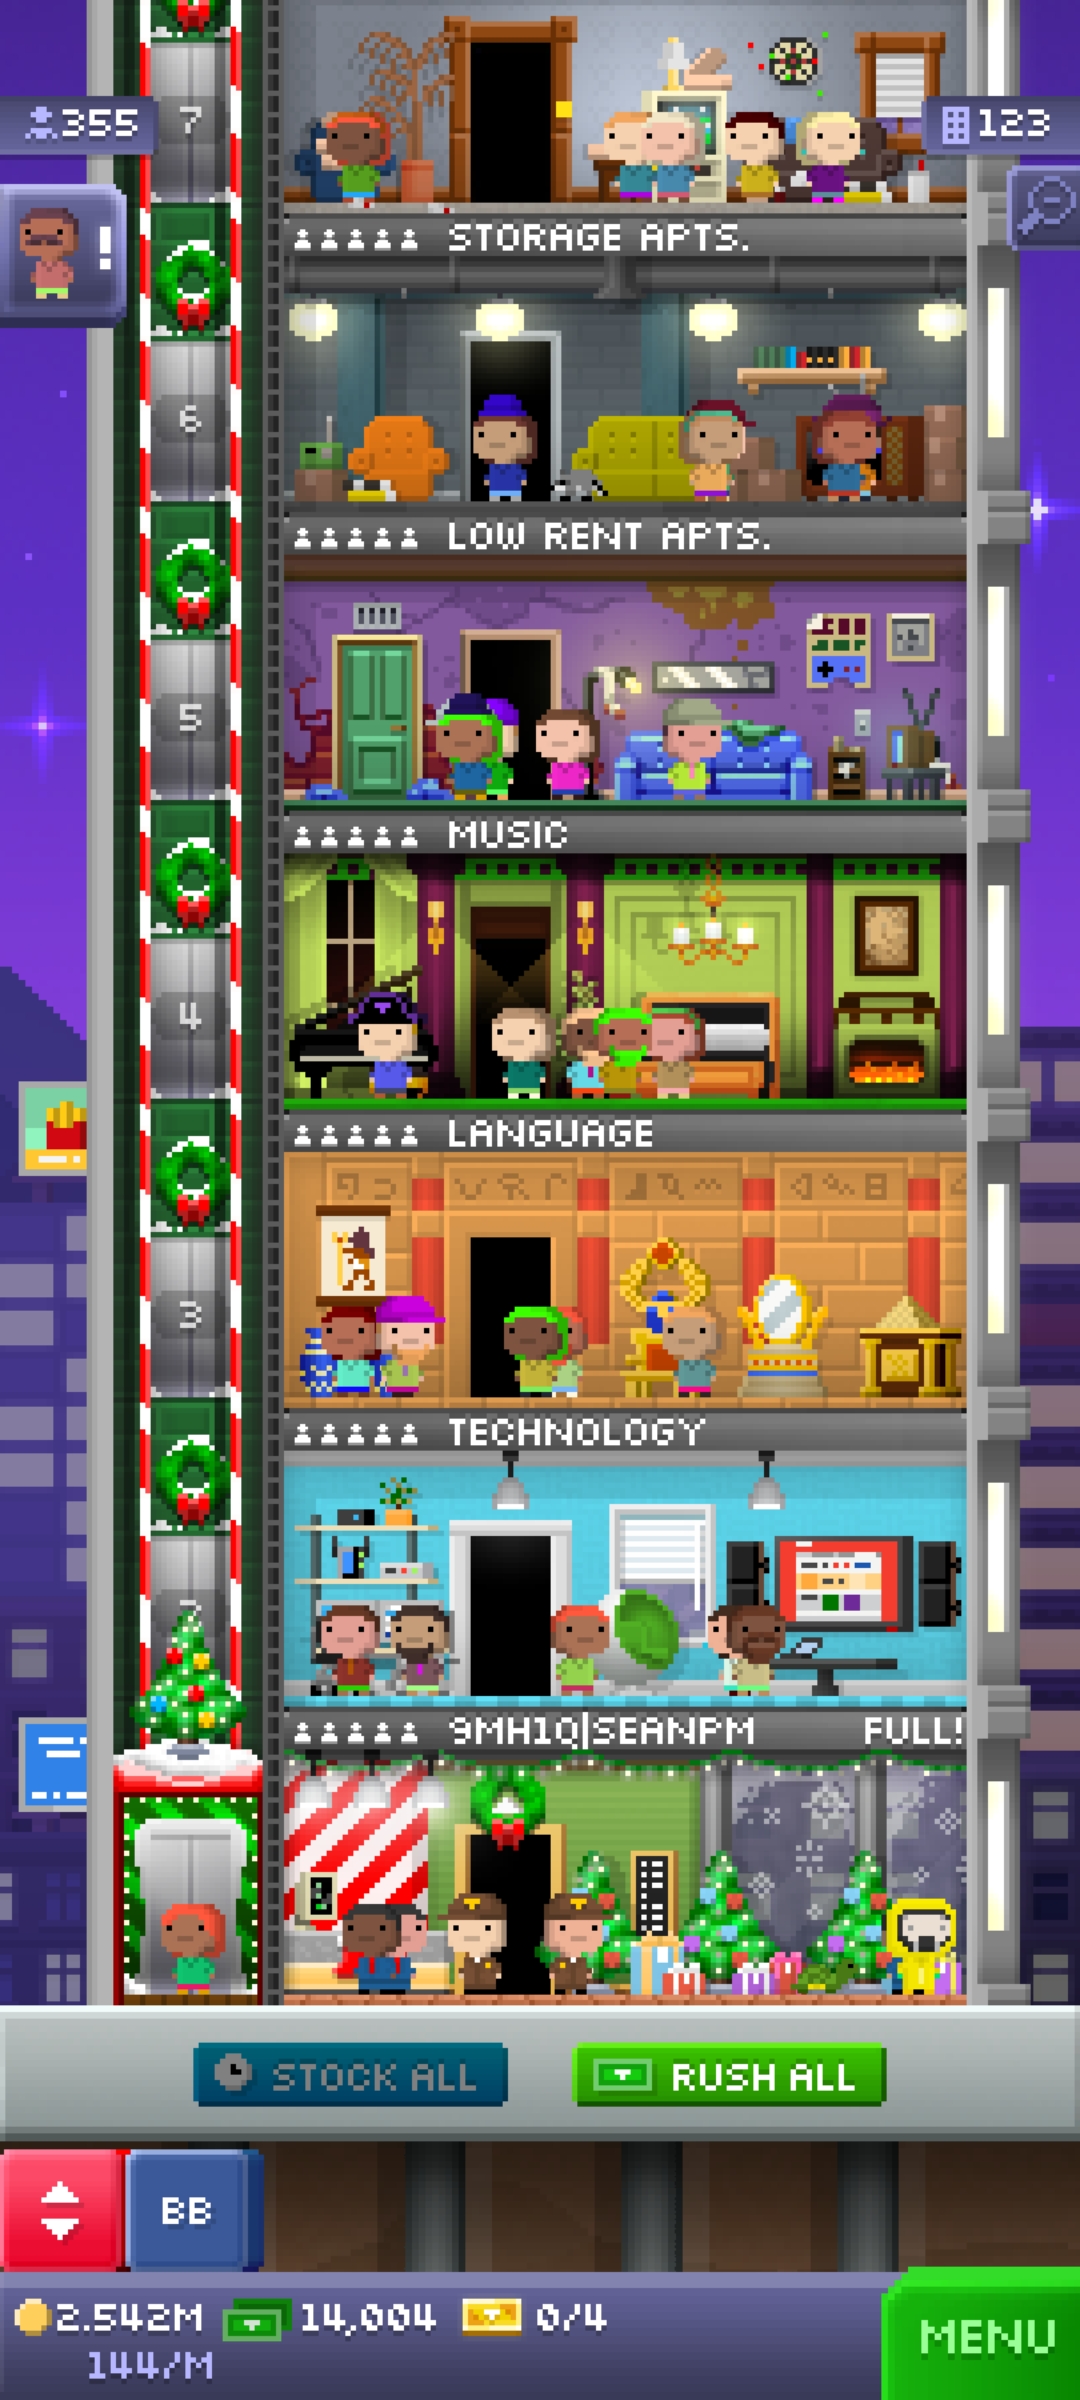 7
355
123
!
STORAGE APTS.
6
LOW RENT APTS.
5
MUSIC
4
LANGUAGE
3
TECHNOLOGY
9MH1Q|SEANPM FULL!
STOCK ALL
RUSH ALL
BB
2.542M
14,004
0/4
144/M
MENU